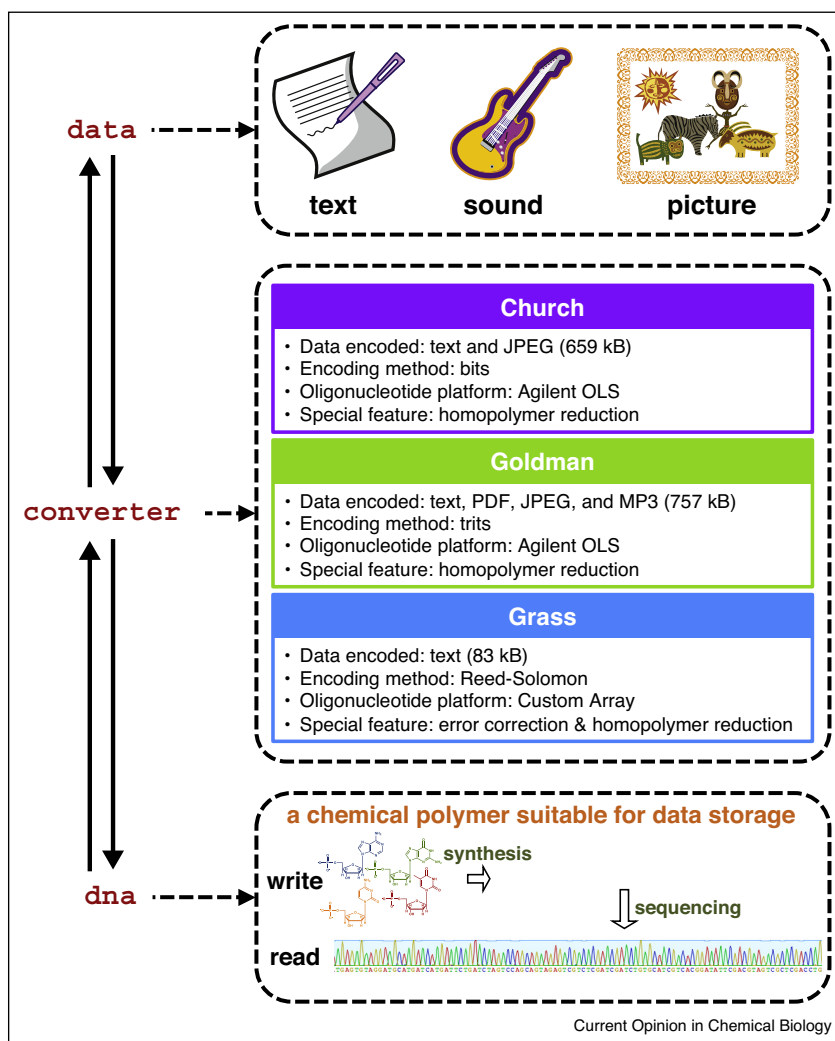 data
text sound picture
Church
• Data encoded: text and JPEG (659 kB)
• Encoding method: bits
• Oligonucleotide platform: Agilent OLS
• Special feature: homopolymer reduction
Goldman
converter
• Data encoded: text, PDF, JPEG, and MP3 (757 kB)
• Encoding method: trits
• Oligonucleotide platform: Agilent OLS
• Special feature: homopolymer reduction
Grass
• Data encoded: text (83 kB)
• Encoding method: Reed-Solomon
• Oligonucleotide platform: Custom Array
• Special feature: error correction & homopolymer reduction
dna
a chemical polymer suitable for data storage
synthesis
write
sequencing
read
Current Opinion in Chemical Biology